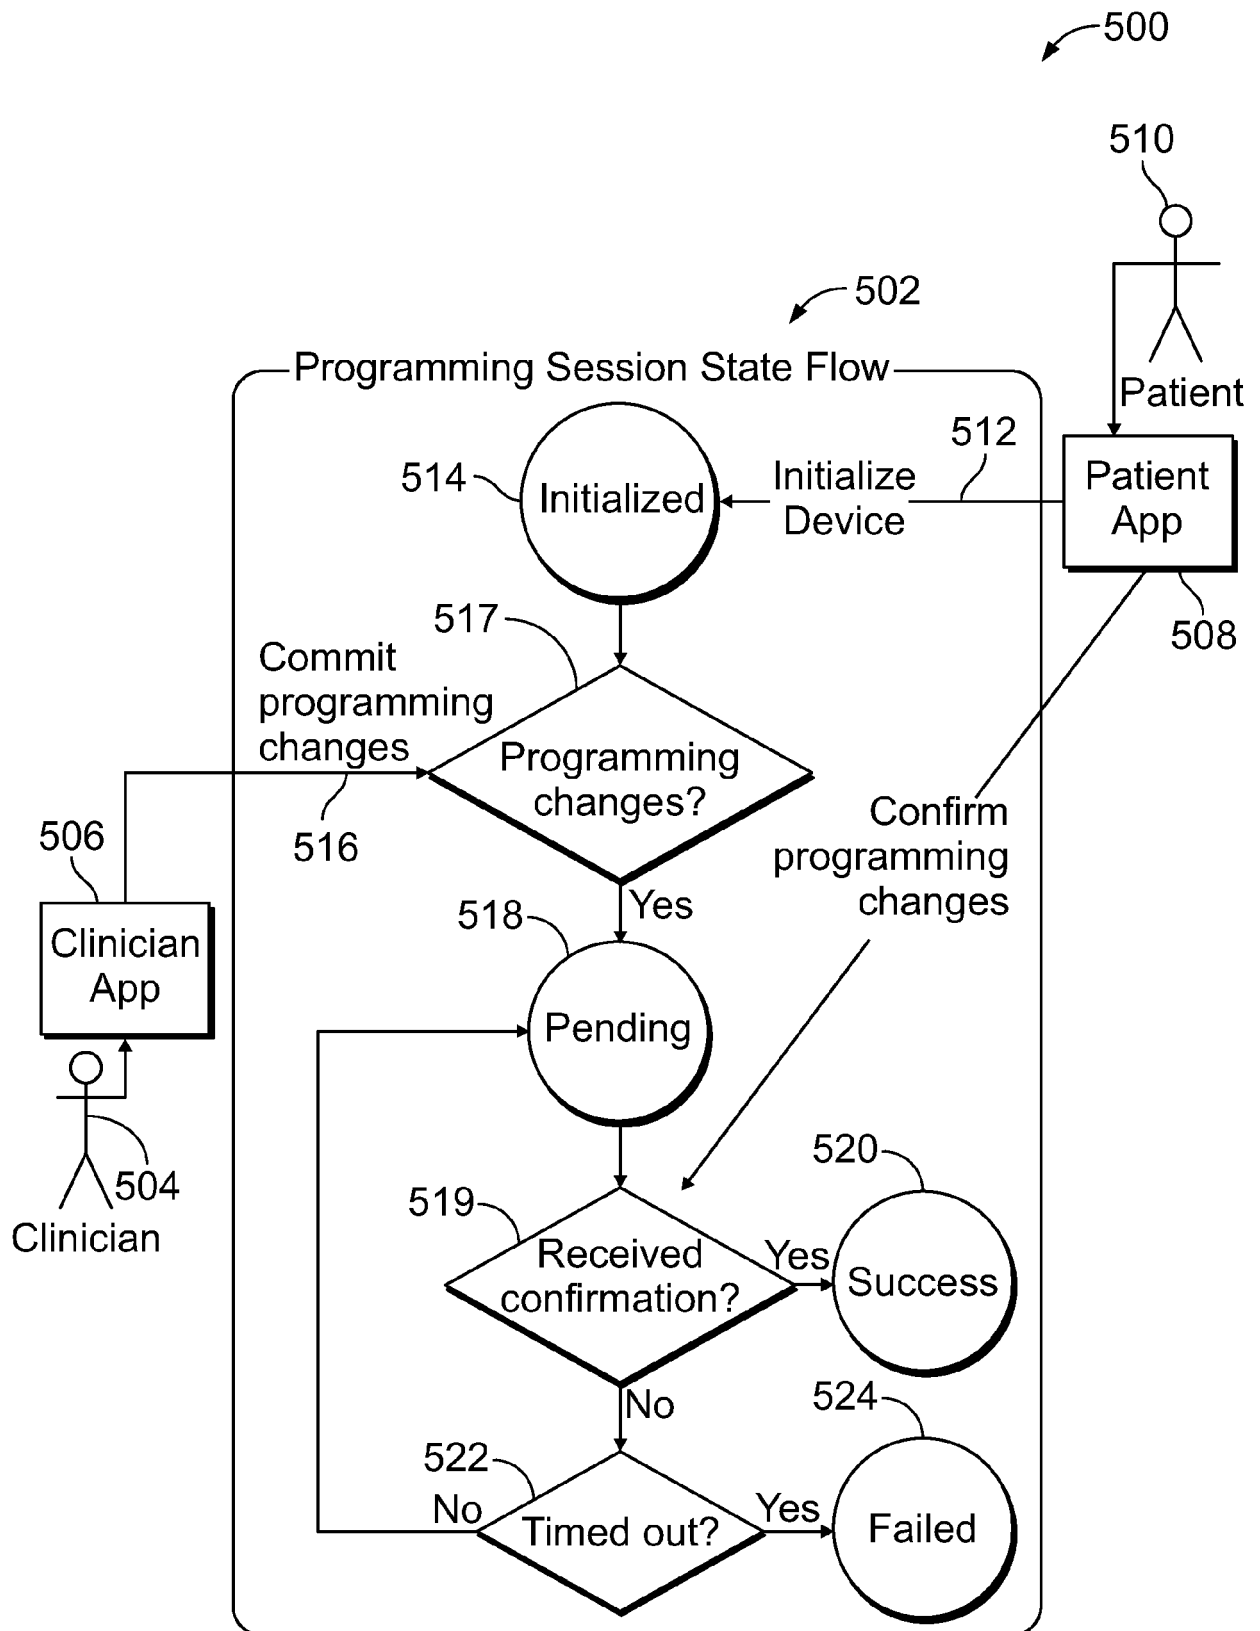 500
510
502
Programming Session State Flow
Patient
512
514
Initialized
Initialize
Device
Patient
App
517
508
Commit
programming
changes
Programming
changes?
516
Confirm
programming
changes
506
Yes
518
Clinician
App
Pending
504
Clinician
520
519
Received
confirmation?
Yes
Success
No
524
522
No
Timed out?
Yes
Failed